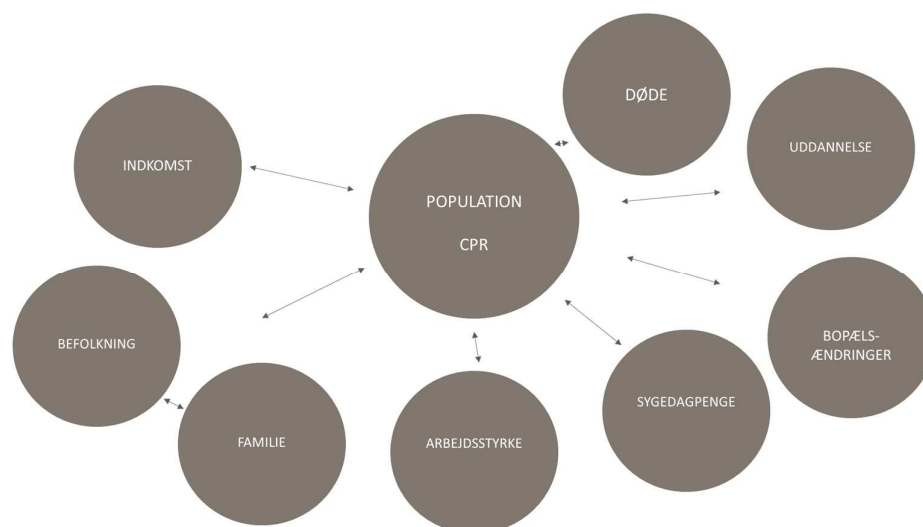 DØDE
UDDANNELSE
INDKOMST
POPULATION
CPR
BEFOLKNING
BOPÆLS-
ÆNDRINGER
SYGEDAGPENGE
FAMILIE
ARBEJDSSTYRKE